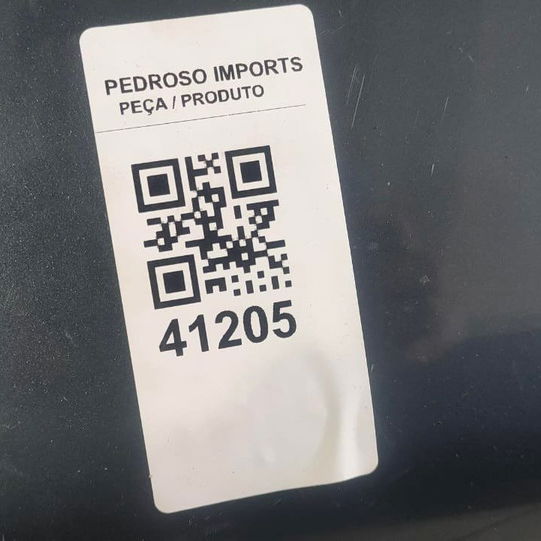 PEDROSO IMPORTS
PEÇA / PRODUTO
41205